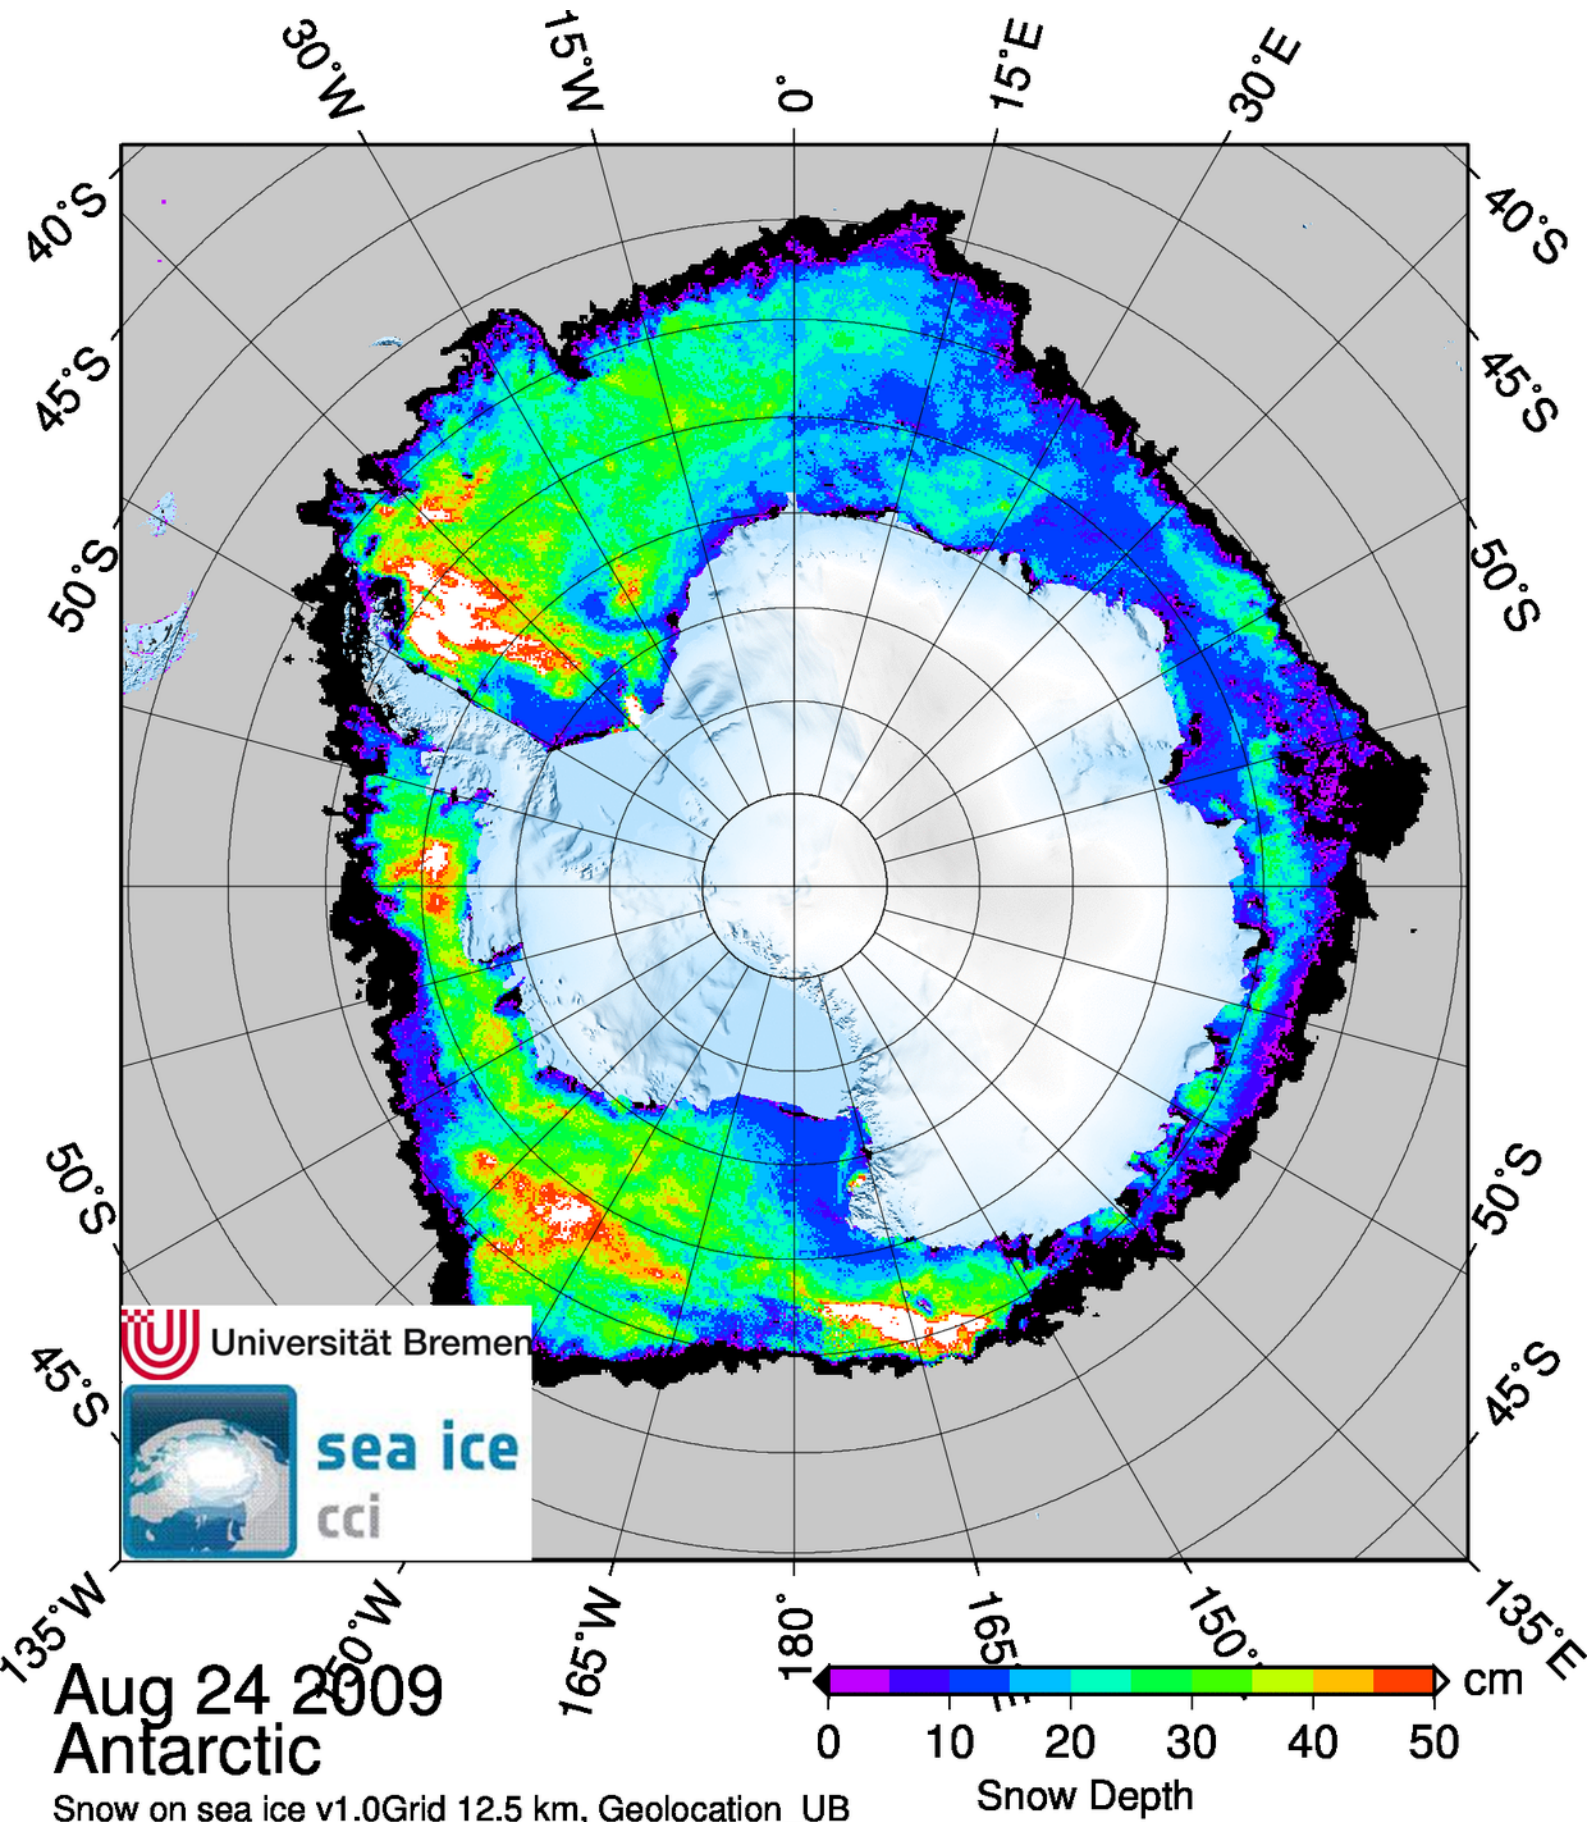 30°W 15°W 0° 15°E 30°E
40°S 40°S
45°S 45°S
50°S 50°S
50°S 50°S
45°S 45°S
Universität Bremen
sea ice
cci
135°W 165°W 180° 135°E
Aug 24 2009
Antarctic
Snow on sea ice v1.0Grid 12.5 km, Geolocation UB
cm
0 10 20 30 40 50
Snow Depth